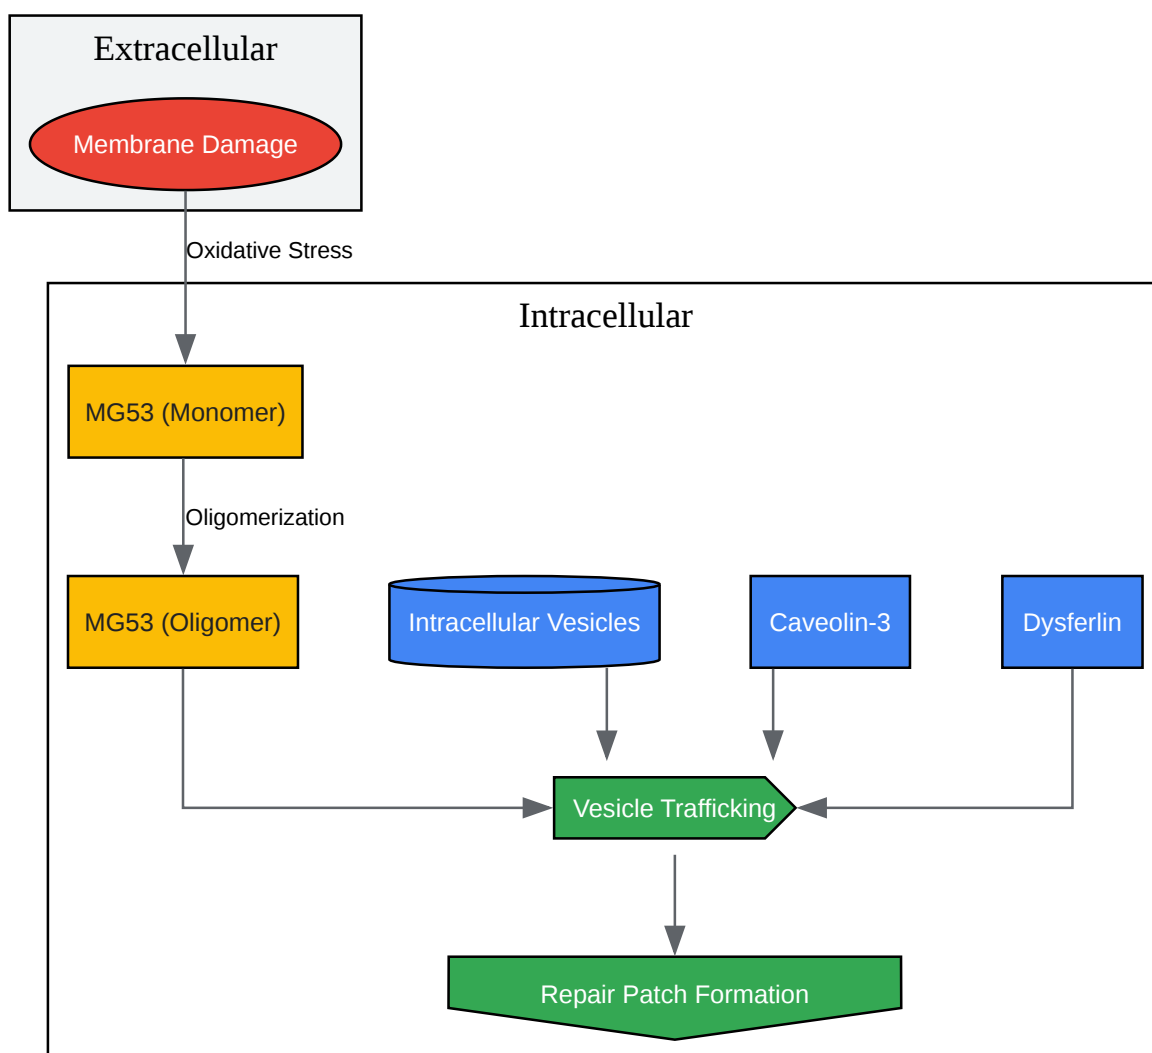 Extracellular
Membrane Damage
Oxidative Stress
Intracellular
MG53 (Monomer)
Oligomerization
MG53 (Oligomer)
Intracellular Vesicles
Caveolin-3
Dysferlin
Vesicle Trafficking
Repair Patch Formation